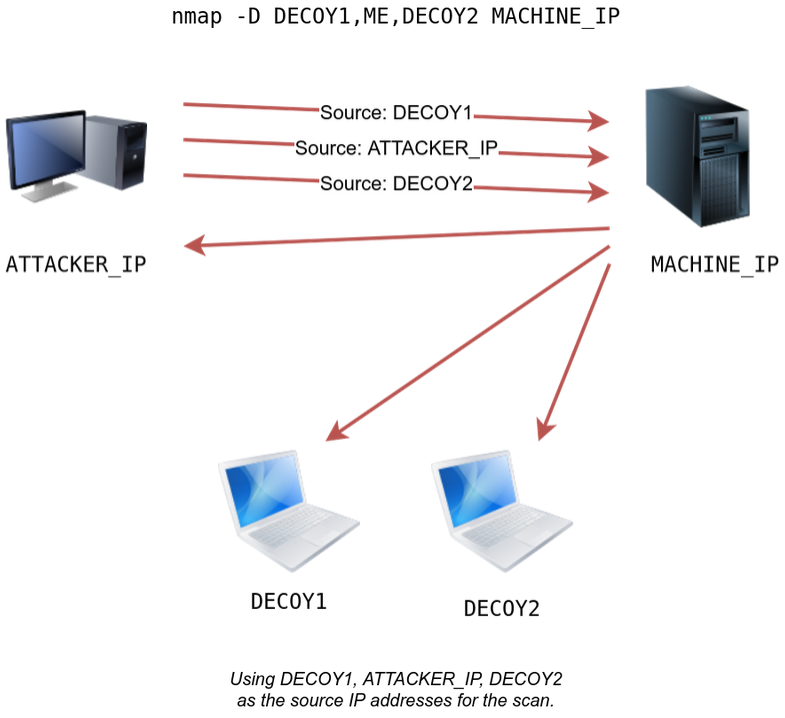 nmap -D DECOY1,ME,DECOY2 MACHINE_IP
Source: DECOY1
Source: ATTACKER_IP
Source: DECOY2
ATTACKER_IP
MACHINE_IP
DECOY1
DECOY2
Using DECOY1, ATTACKER_IP, DECOY2
as the source IP addresses for the scan.